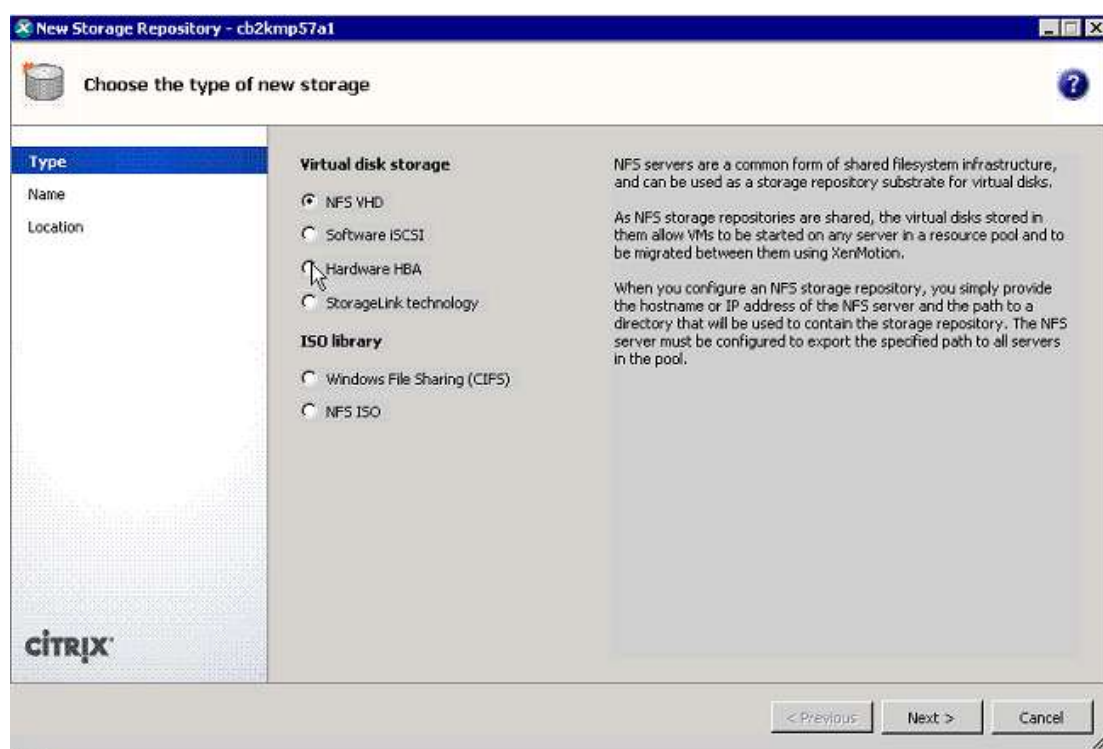 New Storage Repository - cb2kmp57a1
Choose the type of new storage
?
Type
Name
Location
Virtual disk storage
NFS VHD
Software iSCSI
Hardware HBA
StorageLink technology
ISO library
Windows File Sharing (CIFS)
NFS ISO
NFS servers are a common form of shared filesystem infrastructure,
and can be used as a storage repository substrate for virtual disks.
As NFS storage repositories are shared, the virtual disks stored in
them allow VMs to be started on any server in a resource pool and to
be migrated between them using XenMotion.
When you configure an NFS storage repository, you simply provide
the hostname or IP address of the NFS server and the path to a
directory that will be used to contain the storage repository. The NFS
server must be configured to export the specified path to all servers
in the pool.
CITRIX
< Previous
Next >
Cancel